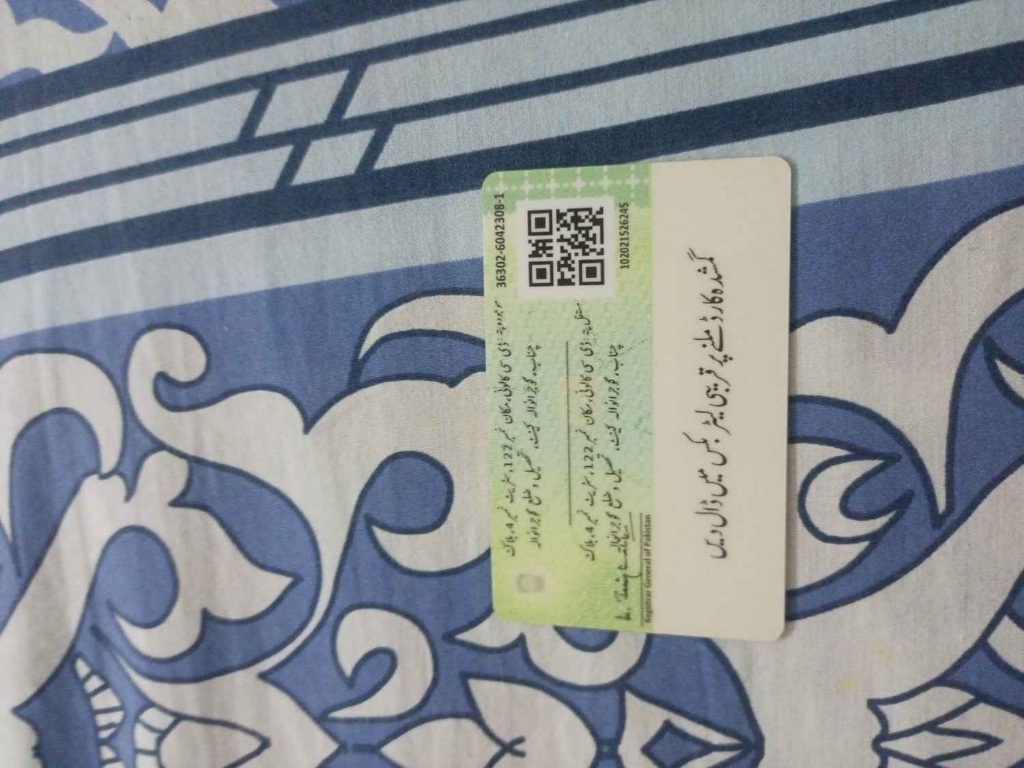 36302-6042308-1
موجودہ پتہ: ڈی سی کالونی، مکان نمبر 122، سٹریٹ نمبر 4، بلاک
چناب، گوجرانوالہ کینٹ، تحصیل و ضلع گوجرانوالہ
مستقل پتہ: ڈی سی کالونی، مکان نمبر 122، سٹریٹ نمبر 4، بلاک
چناب، گوجرانوالہ کینٹ، تحصیل و ضلع گوجرانوالہ
102021526245
Registrar General of Pakistan
گمشدہ کارڈ ملنے پر قریبی لیٹر بکس میں ڈال دیں